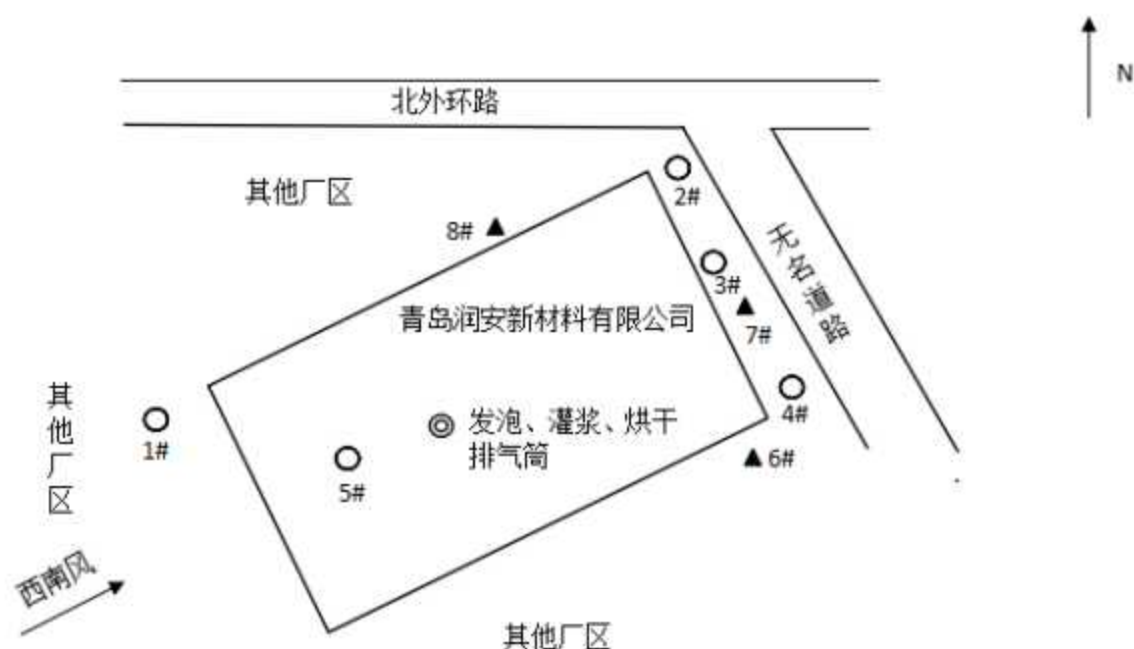 N
北外环路
其他厂区
2#
8#
无名道路
3#
青岛润安新材料有限公司
7#
其他厂区
1#
4#
发泡、灌浆、烘干
排气筒
6#
5#
西南风
其他厂区